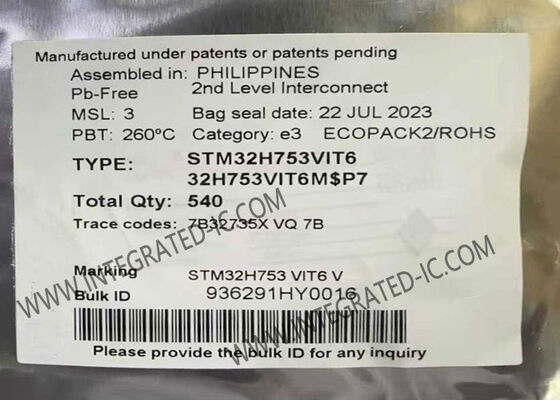 Manufactured under patents or patents pending
Assembled in: PHILIPPINES
Pb-Free 2nd Level Interconnect
MSL: 3 Bag seal date: 22 JUL 2023
PBT: 260ºC Category: e3 ECOPACK2/ROHS
TYPE: STM32H753VIT6
32H753VIT6M$P7
Total Qty: 540
Trace codes: 7B32735X VQ 7B
Marking STM32H753 VIT6 V
Bulk ID 936291HY0016
Please provide the bulk ID for any inquiry
WWW.INTEGRATED-IC.COM
WWW.INTEGRATED-IC.COM